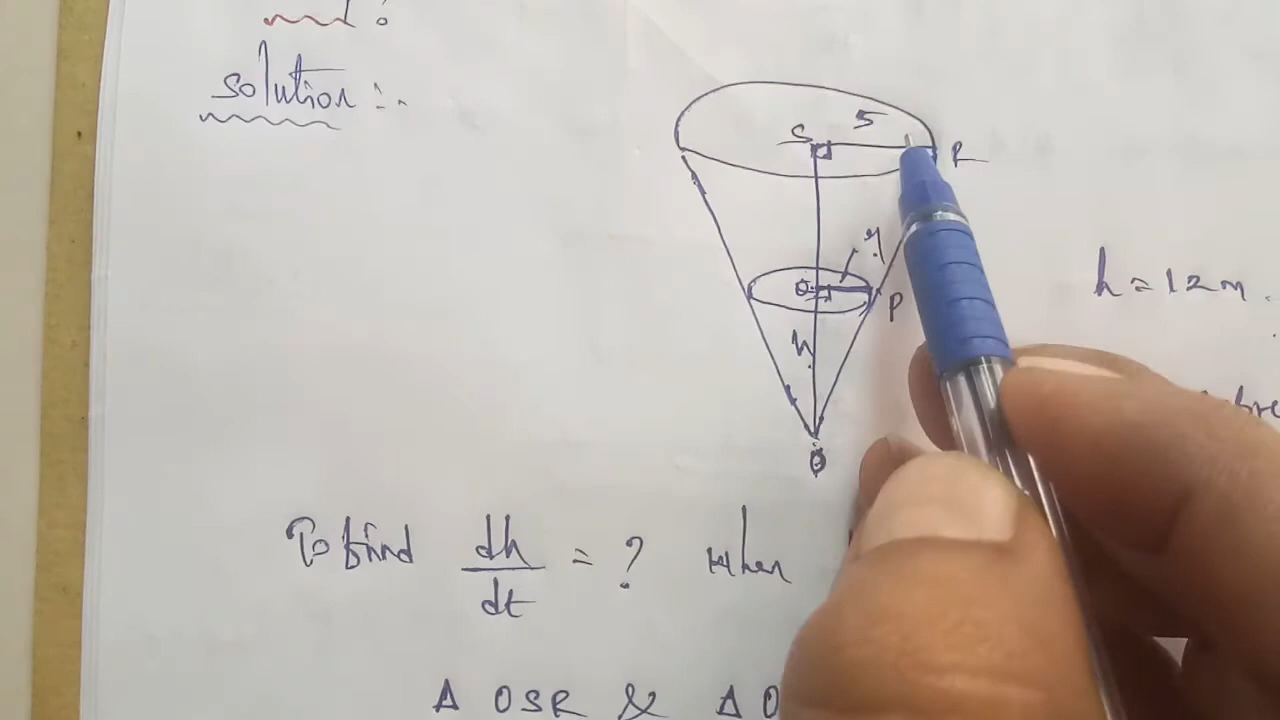 solution :-
S 5 R
r
Q P
h
O
h = 12 m.
To find dh/dt = ? when
Δ OSR & Δ O